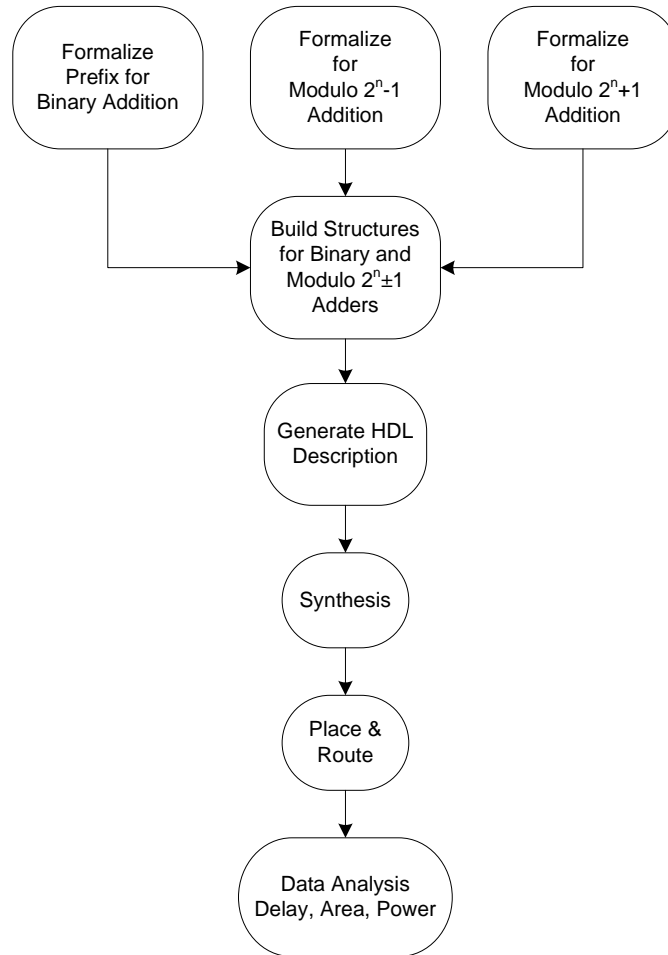 Formalize
Prefix for
Binary Addition
Formalize
for
Modulo 2ⁿ-1
Addition
Formalize
for
Modulo 2ⁿ+1
Addition
Build Structures
for Binary and
Modulo 2ⁿ±1
Adders
Generate HDL
Description
Synthesis
Place &
Route
Data Analysis
Delay, Area, Power